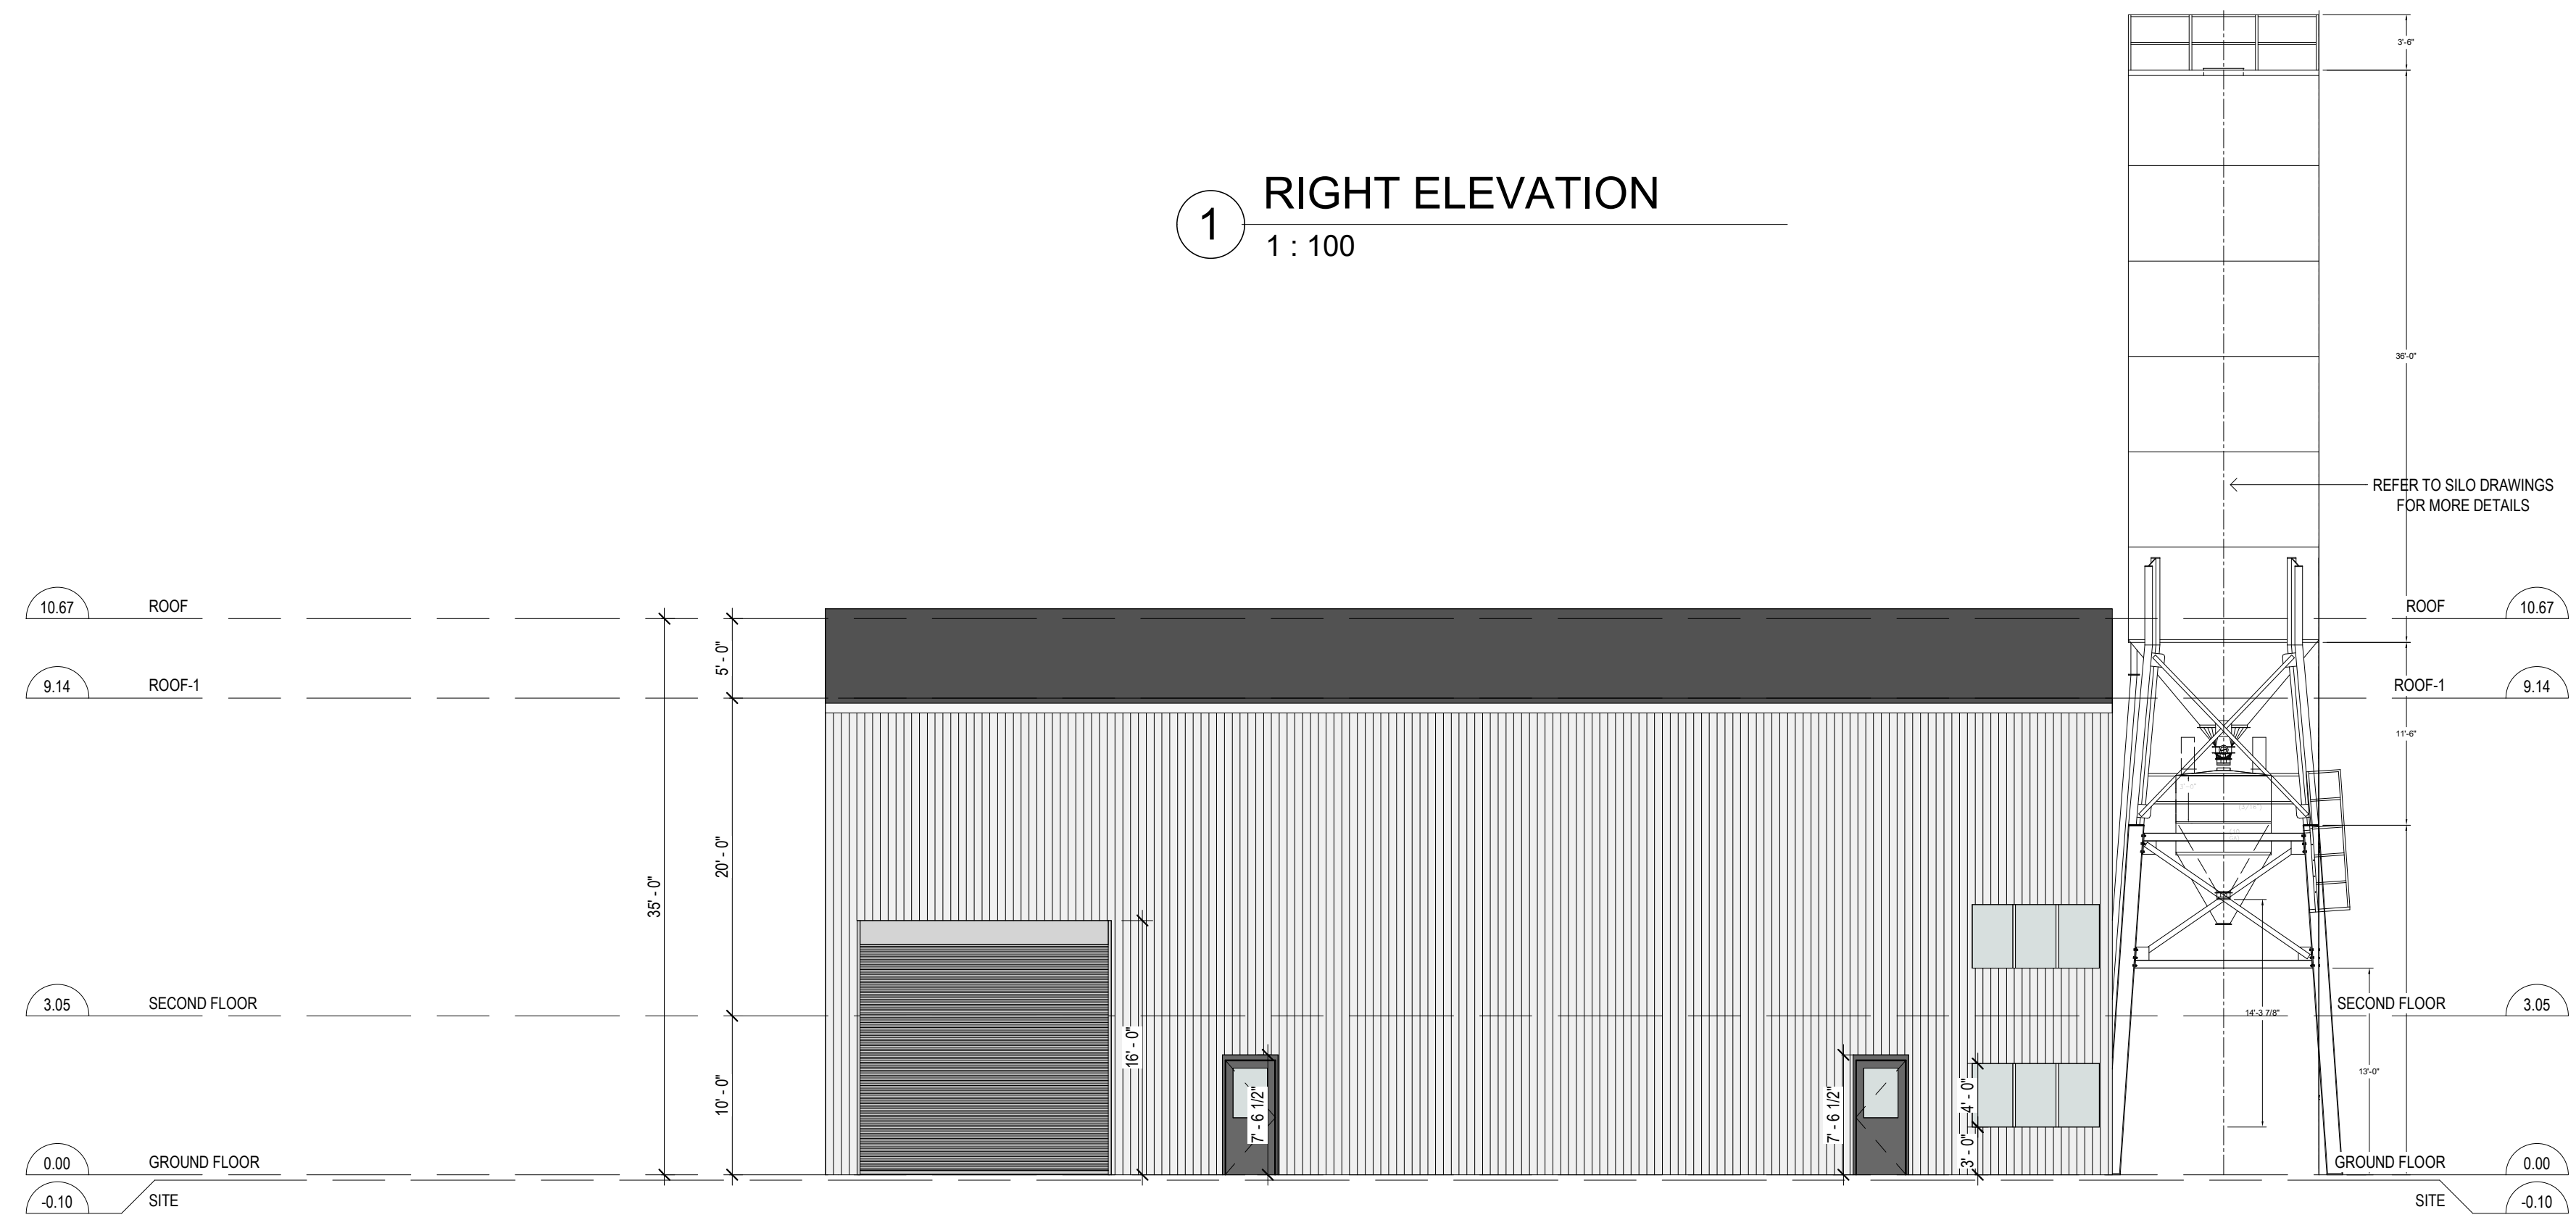 3'-6"
RIGHT ELEVATION
1
1 : 100
36'-0"
REFER TO SILO DRAWINGS
FOR MORE DETAILS
10.67 ROOF
ROOF 10.67
5' - 0"
9.14 ROOF-1
ROOF-1 9.14
11'-6"
20' - 0"
35' - 0"
3.05 SECOND FLOOR
SECOND FLOOR 3.05
14'-3 7/8"
16' - 0"
13'-0"
10' - 0"
7' - 6 1/2"
7' - 6 1/2"
4' - 0"
3' - 0"
0.00 GROUND FLOOR
GROUND FLOOR 0.00
-0.10 SITE
SITE -0.10